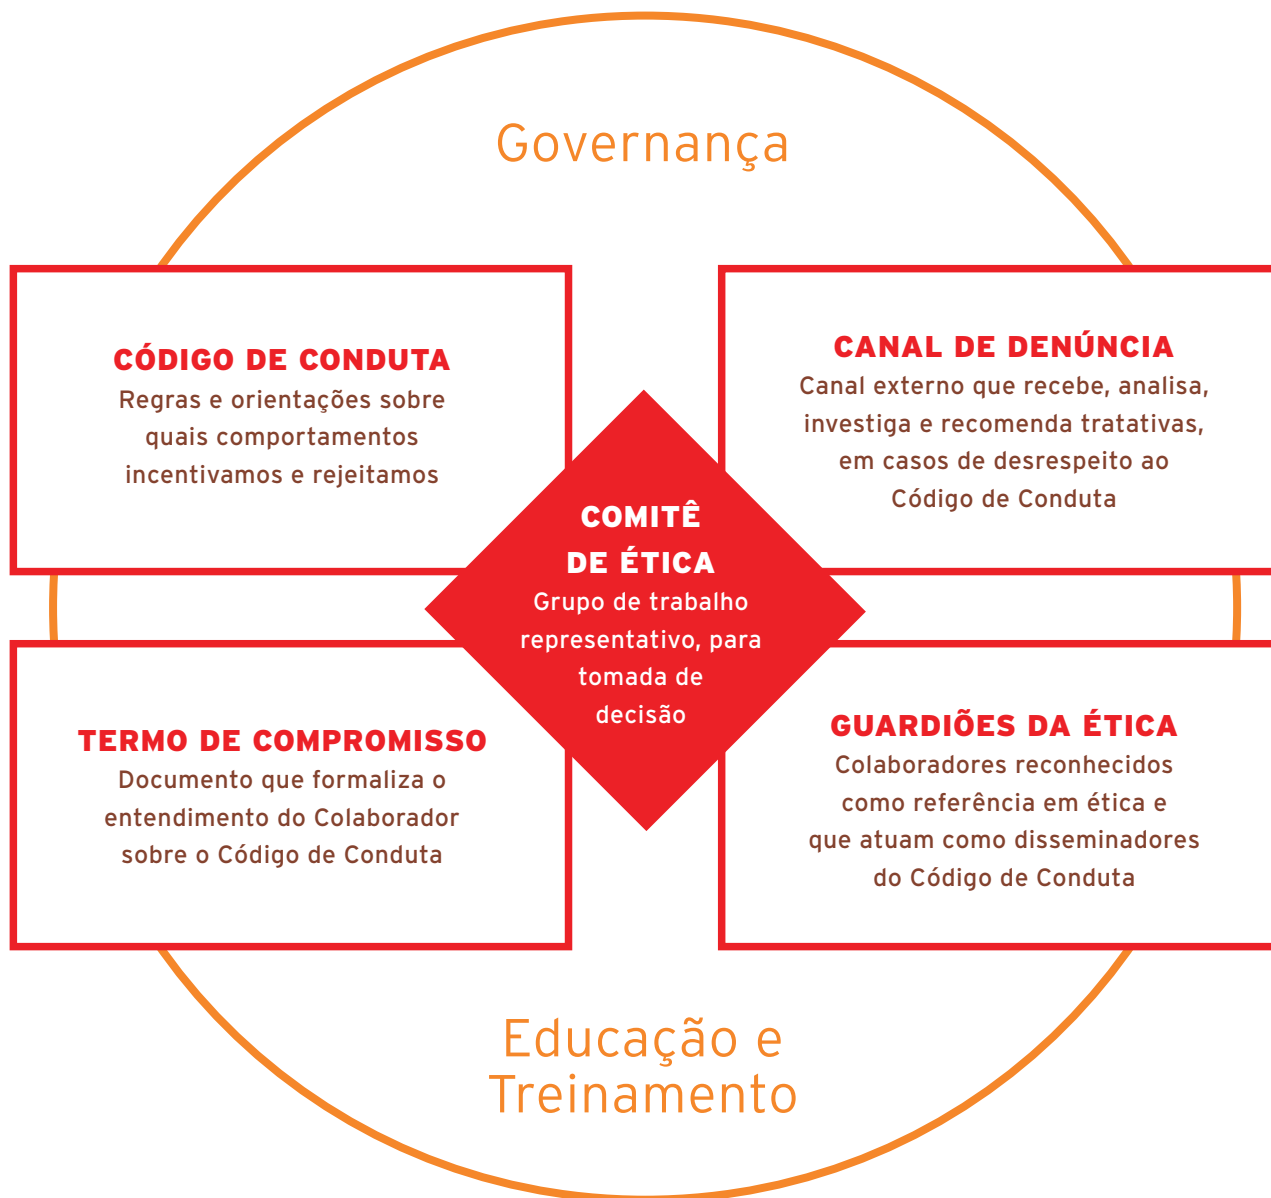 Governança
CÓDIGO DE CONDUTA
Regras e orientações sobre
quais comportamentos
incentivamos e rejeitamos
CANAL DE DENÚNCIA
Canal externo que recebe, analisa,
investiga e recomenda tratativas,
em casos de desrespeito ao
Código de Conduta
COMITÊ
DE ÉTICA
Grupo de trabalho
representativo, para
tomada de
decisão
TERMO DE COMPROMISSO
Documento que formaliza o
entendimento do Colaborador
sobre o Código de Conduta
GUARDIÕES DA ÉTICA
Colaboradores reconhecidos
como referência em ética e
que atuam como disseminadores
do Código de Conduta
Educação e
Treinamento